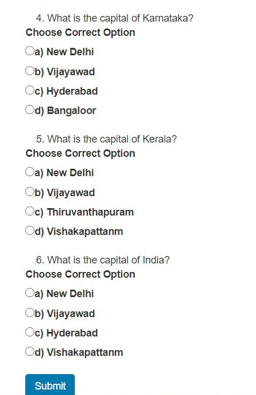 4. What is the capital of Karnataka?
Choose Correct Option
a) New Delhi
b) Vijayawad
c) Hyderabad
d) Bangaloor
5. What is the capital of Kerala?
Choose Correct Option
a) New Delhi
b) Vijayawad
c) Thiruvanthapuram
d) Vishakapattanm
6. What is the capital of India?
Choose Correct Option
a) New Delhi
b) Vijayawad
c) Hyderabad
d) Vishakapattanm
Submit